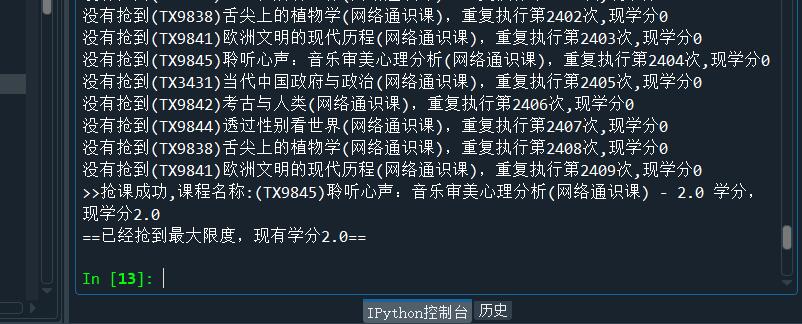 没有抢到(TX9838)舌尖上的植物学(网络通识课)，重复执行第2402次,现学分0
没有抢到(TX9841)欧洲文明的现代历程(网络通识课)，重复执行第2403次,现学分0
没有抢到(TX9845)聆听心声：音乐审美心理分析(网络通识课)，重复执行第2404次,现学分0
没有抢到(TX3431)当代中国政府与政治(网络通识课)，重复执行第2405次,现学分0
没有抢到(TX9842)考古与人类(网络通识课)，重复执行第2406次,现学分0
没有抢到(TX9844)透过性别看世界(网络通识课)，重复执行第2407次,现学分0
没有抢到(TX9838)舌尖上的植物学(网络通识课)，重复执行第2408次,现学分0
没有抢到(TX9841)欧洲文明的现代历程(网络通识课)，重复执行第2409次,现学分0
>>抢课成功,课程名称:(TX9845)聆听心声：音乐审美心理分析(网络通识课) - 2.0 学分，
现学分2.0
==已经抢到最大限度，现有学分2.0==
In [13]:
IPython控制台 历史